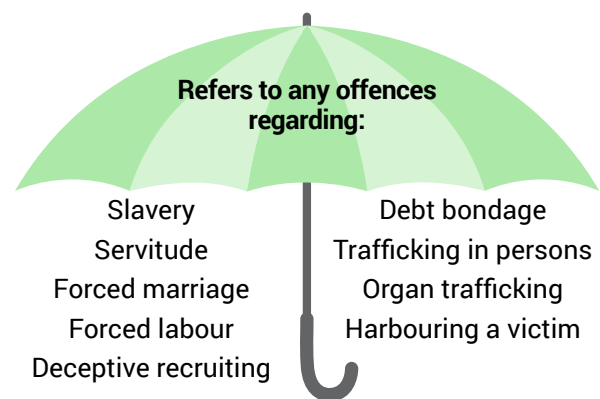 Refers to any offences
regarding:
Slavery
Servitude
Forced marriage
Forced labour
Deceptive recruiting
Debt bondage
Trafficking in persons
Organ trafficking
Harbouring a victim